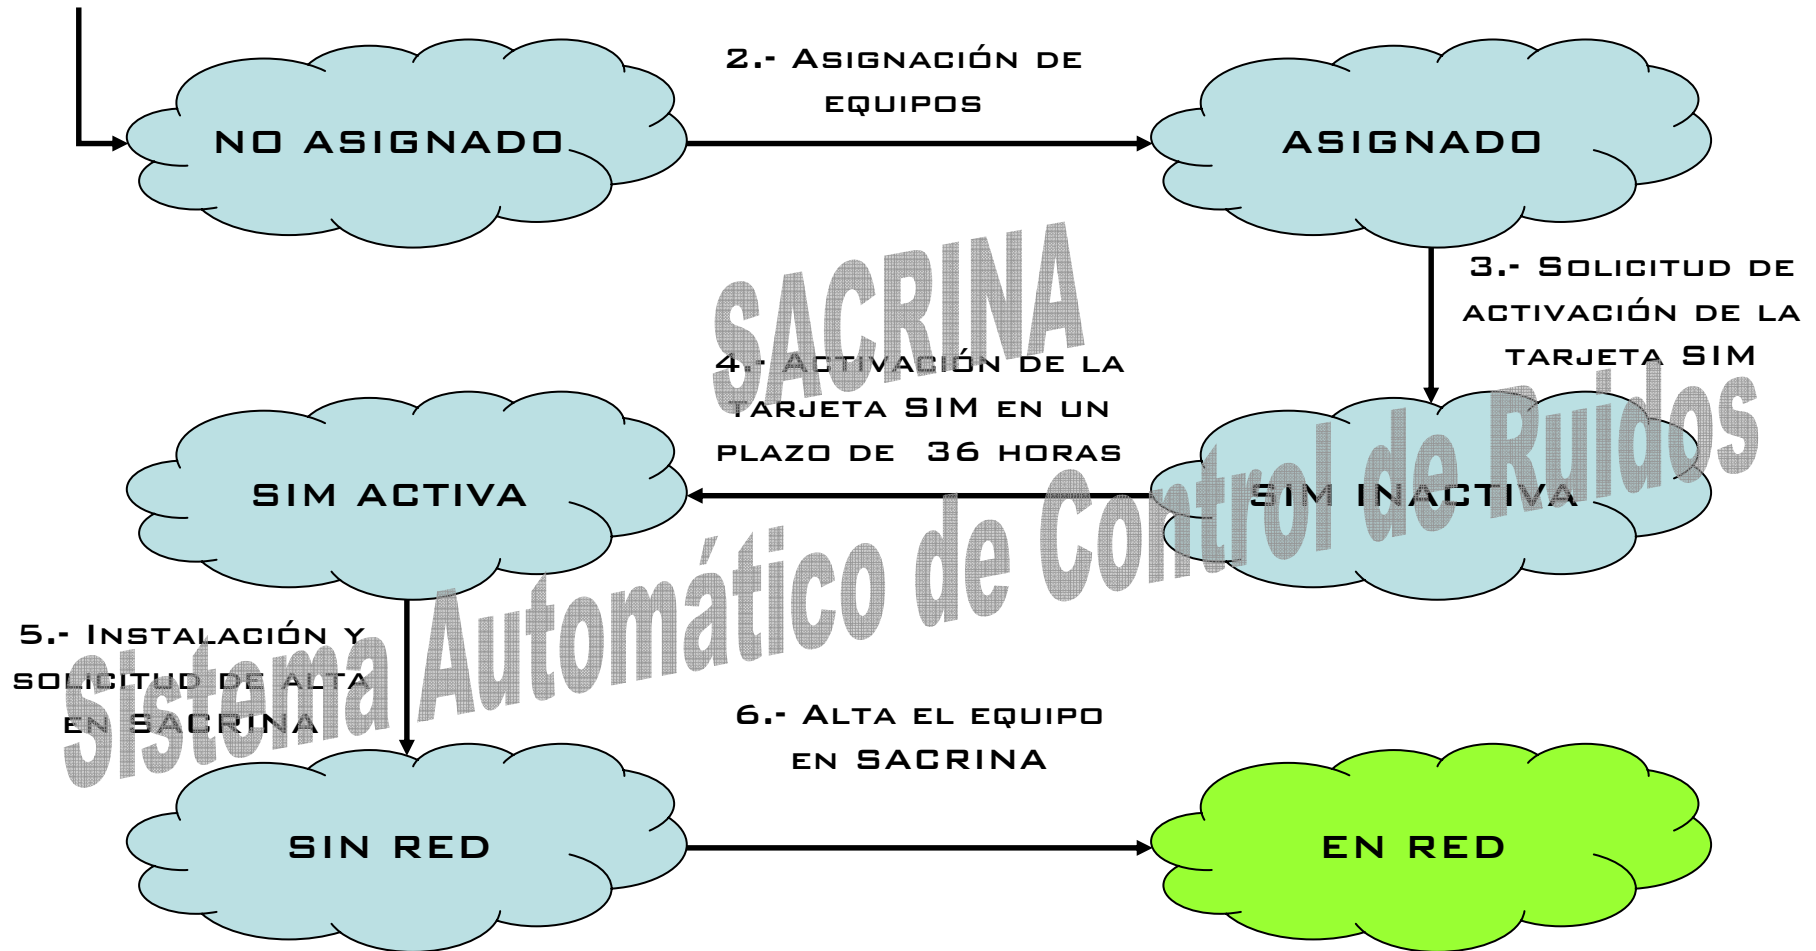 2.- ASIGNACIÓN DE
EQUIPOS
NO ASIGNADO
ASIGNADO
3.- SOLICITUD DE
ACTIVACIÓN DE LA
TARJETA SIM
SACRINA
4.- ACTIVACIÓN DE LA
TARJETA SIM EN UN
PLAZO DE 36 HORAS
SIM ACTIVA
SIM INACTIVA
Sistema Automático de Control de Ruidos
5.- INSTALACIÓN Y
SOLICITUD DE ALTA
EN SACRINA
6.- ALTA EL EQUIPO
EN SACRINA
SIN RED
EN RED